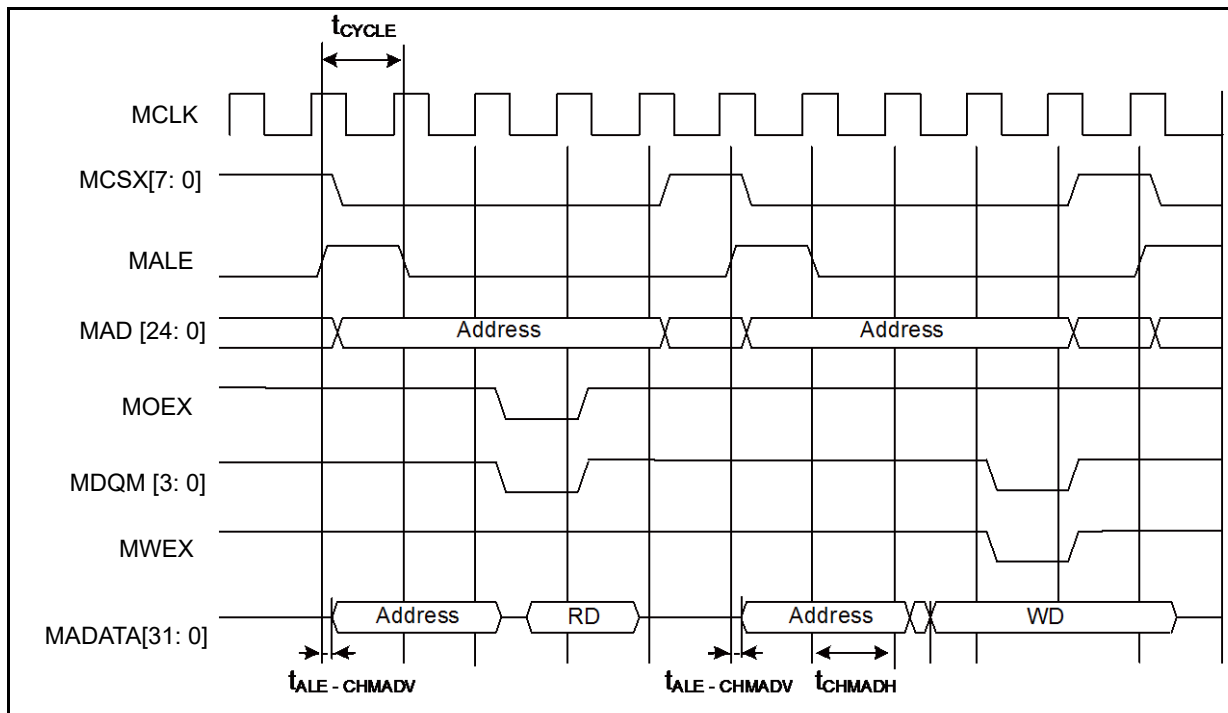 tCYCLE
MCLK
MCSX[7: 0]
MALE
MAD [24: 0]
Address
Address
MOEX
MDQM [3: 0]
MWEX
MADATA[31: 0]
Address
RD
Address
WD
tALE - CHMADV
tALE - CHMADV
tCHMADH